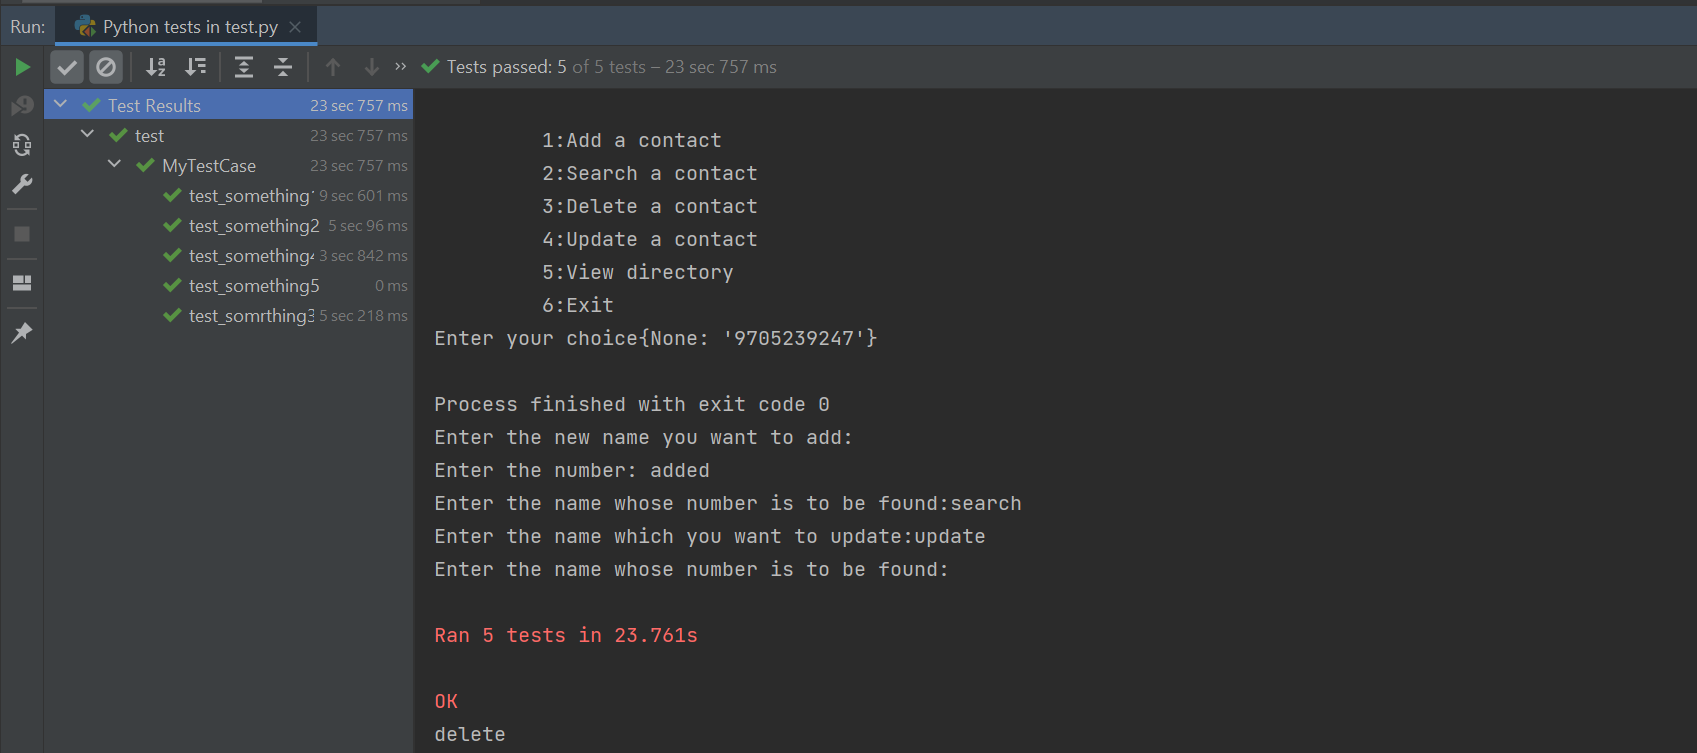 Run: Python tests in test.py
Tests passed: 5 of 5 tests – 23 sec 757 ms
Test Results 23 sec 757 ms
test 23 sec 757 ms
MyTestCase 23 sec 757 ms
test_something1 9 sec 601 ms
test_something2 5 sec 96 ms
test_something4 3 sec 842 ms
test_something5 0 ms
test_somrthing3 5 sec 218 ms
1:Add a contact
2:Search a contact
3:Delete a contact
4:Update a contact
5:View directory
6:Exit
Enter your choice{None: '9705239247'}
Process finished with exit code 0
Enter the new name you want to add:
Enter the number: added
Enter the name whose number is to be found:search
Enter the name which you want to update:update
Enter the name whose number is to be found:
Ran 5 tests in 23.761s
OK
delete